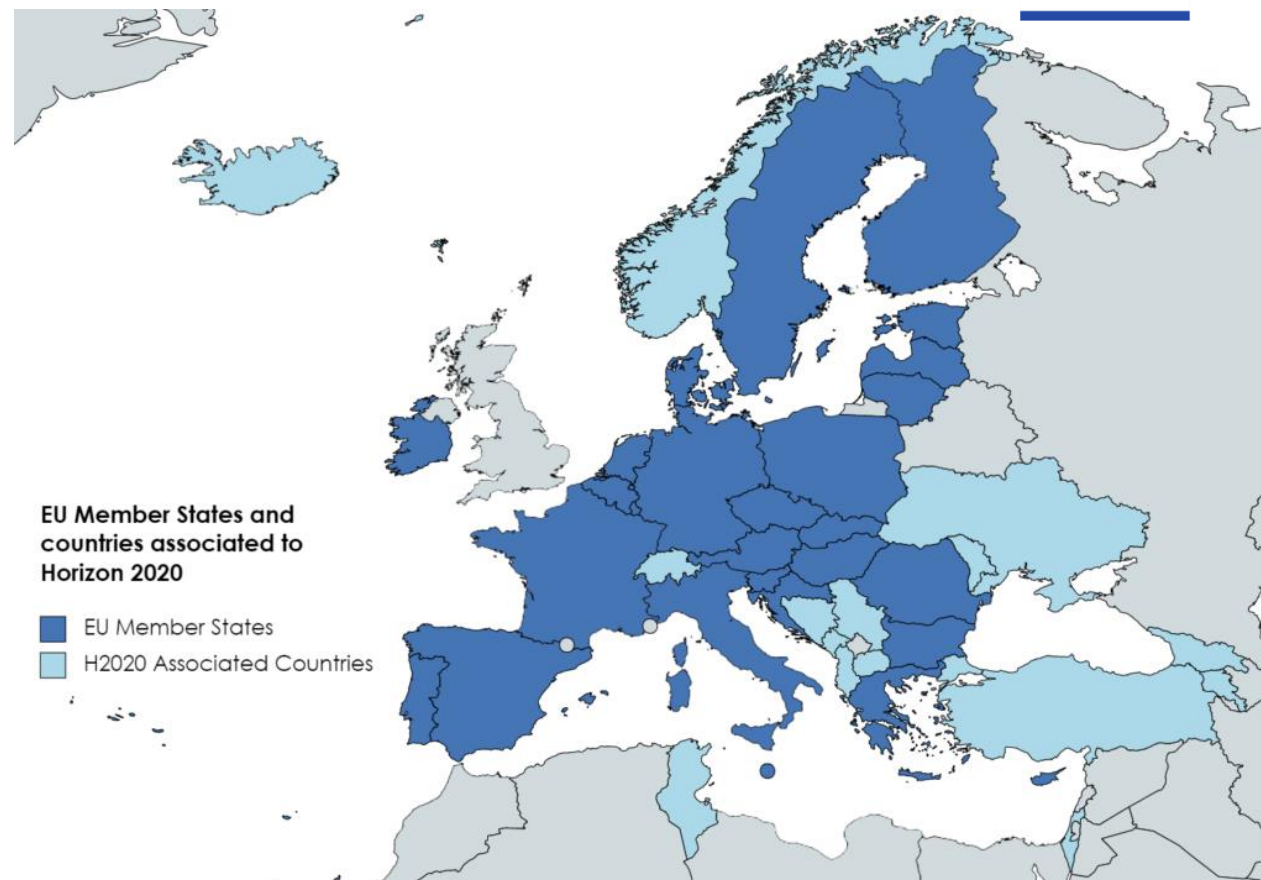 EU Member States and
countries associated to
Horizon 2020
EU Member States
H2020 Associated Countries